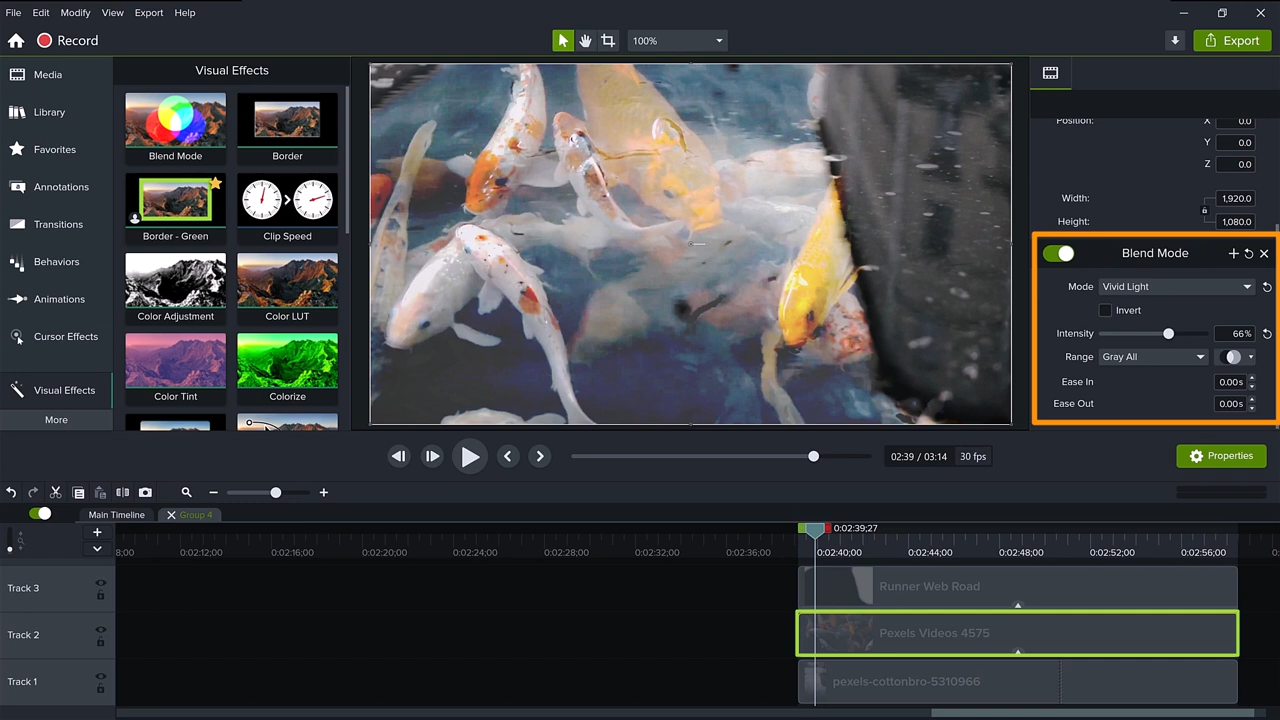 File Edit Modify View Export Help
Record
100%
Export
Media
Library
Favorites
Annotations
Transitions
Behaviors
Animations
Cursor Effects
Visual Effects
More
Visual Effects
Blend Mode
Border
Border - Green
Clip Speed
Color Adjustment
Color LUT
Color Tint
Colorize
Position:
X 0.0
Y 0.0
Z 0.0
Width: 1,920.0
Height: 1,080.0
Blend Mode
Mode Vivid Light
Invert
Intensity 66%
Range Gray All
Ease In 0.00s
Ease Out 0.00s
02:39 / 03:14 30 fps
Properties
Main Timeline
Group 4
0:02:39;27
8;00 0:02:12;00 0:02:16;00 0:02:20;00 0:02:24;00 0:02:28;00 0:02:32;00 0:02:36;00 0:02:40;00 0:02:44;00 0:02:48;00 0:02:52;00 0:02:56;00
Track 3
Runner Web Road
Track 2
Pexels Videos 4575
Track 1
pexels-cottonbro-5310966